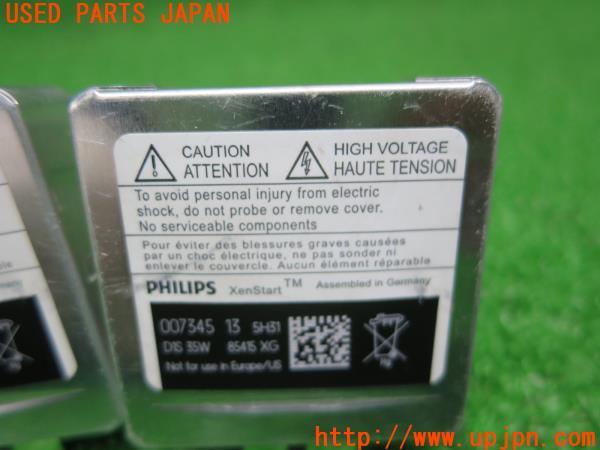 USED PARTS JAPAN
CAUTION
ATTENTION
HIGH VOLTAGE
HAUTE TENSION
To avoid personal injury from electric
shock, do not probe or remove cover.
No serviceable components
Pour éviter des blessures graves causées
par un choc électrique, ne pas sonder ni
enlever le couvercle. Aucun élément réparable
PHILIPS XenStart™ Assembled in Germany
007345 13 5H31
D1S 35W 85415 XG
Not for use in Europe/US
Hg
http://www.upjpn.com